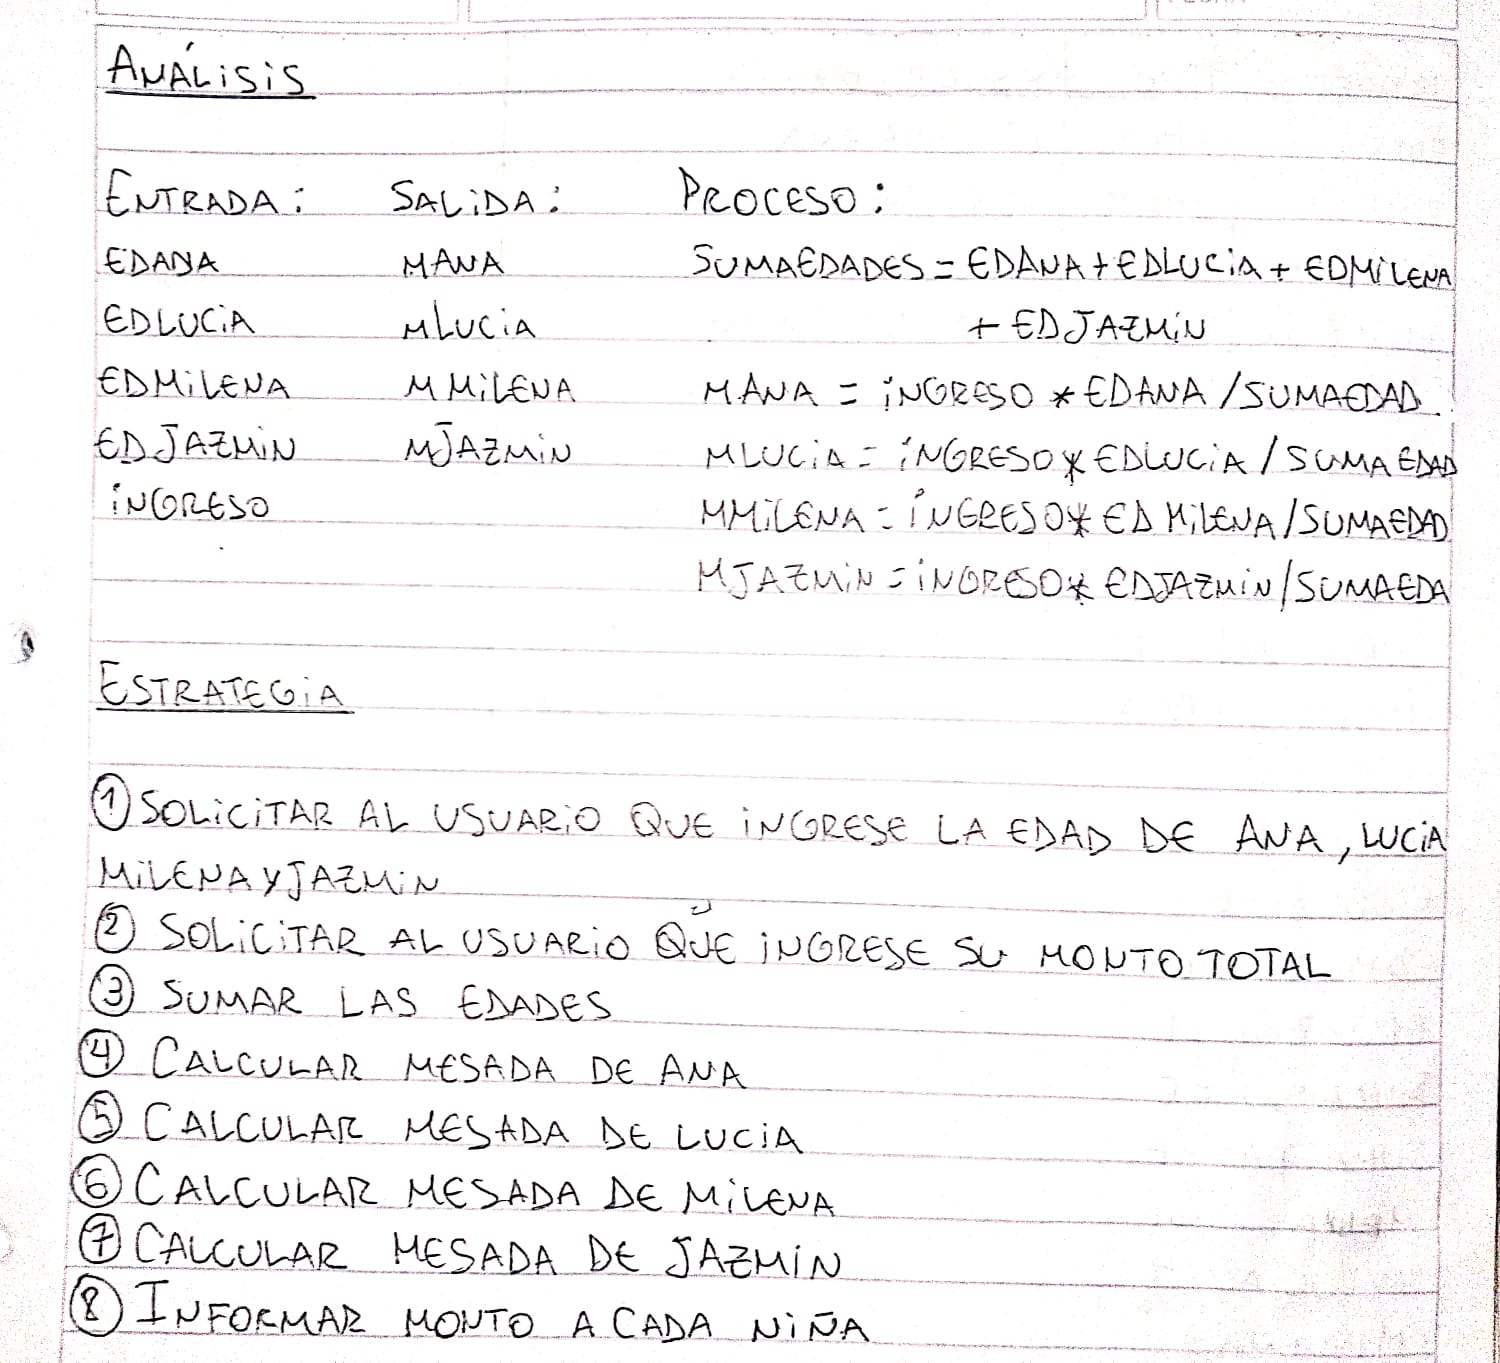 ANÁLISIS
ENTRADA: SALIDA: PROCESO:
EDANA MANA SUMAEDADES = EDANA + EDLUCIA + EDMILENA
EDLUCIA MLUCIA + EDJAZMIN
EDMILENA MMILENA MANA = INGRESO * EDANA / SUMAEDAD
EDJAZMIN MJAZMIN MLUCIA = INGRESO * EDLUCIA / SUMAEDAD
INGRESO MMILENA = INGRESO * EDMILENA / SUMAEDAD
MJAZMIN = INGRESO * EDJAZMIN / SUMAEDA
ESTRATEGIA
① SOLICITAR AL USUARIO QUE INGRESE LA EDAD DE ANA, LUCIA
MILENA Y JAZMIN
② SOLICITAR AL USUARIO QUE INGRESE SU MONTO TOTAL
③ SUMAR LAS EDADES
④ CALCULAR MESADA DE ANA
⑤ CALCULAR MESADA DE LUCIA
⑥ CALCULAR MESADA DE MILENA
⑦ CALCULAR MESADA DE JAZMIN
⑧ INFORMAR MONTO A CADA NIÑA